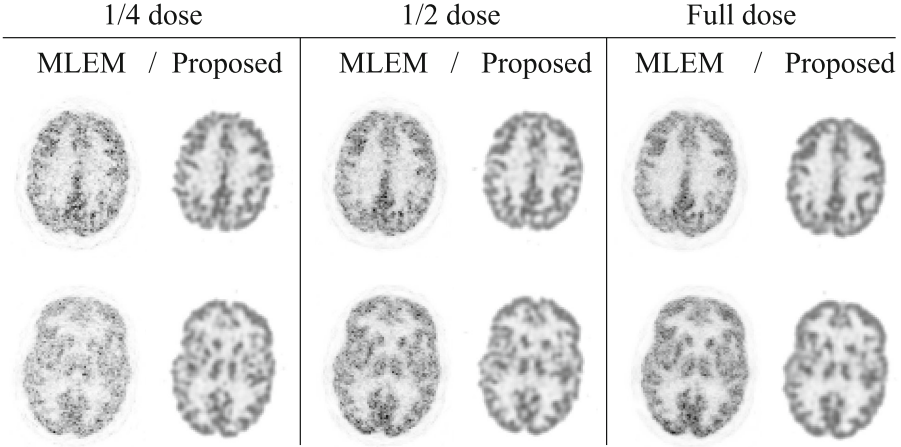 1/4 dose 1/2 dose Full dose
MLEM / Proposed MLEM / Proposed MLEM / Proposed